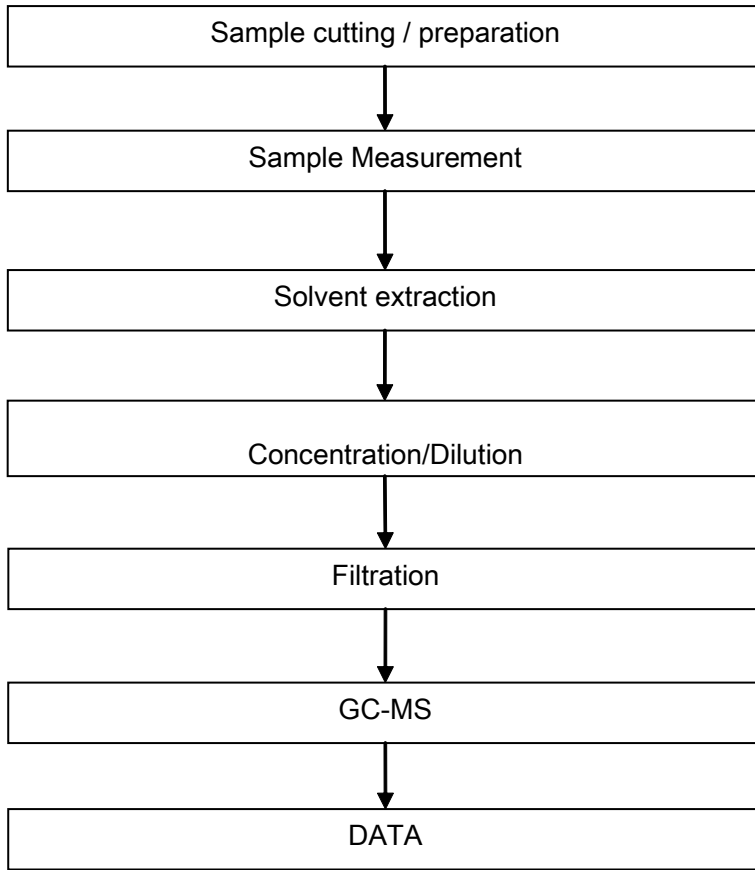 Sample cutting / preparation
Sample Measurement
Solvent extraction
Concentration/Dilution
Filtration
GC-MS
DATA